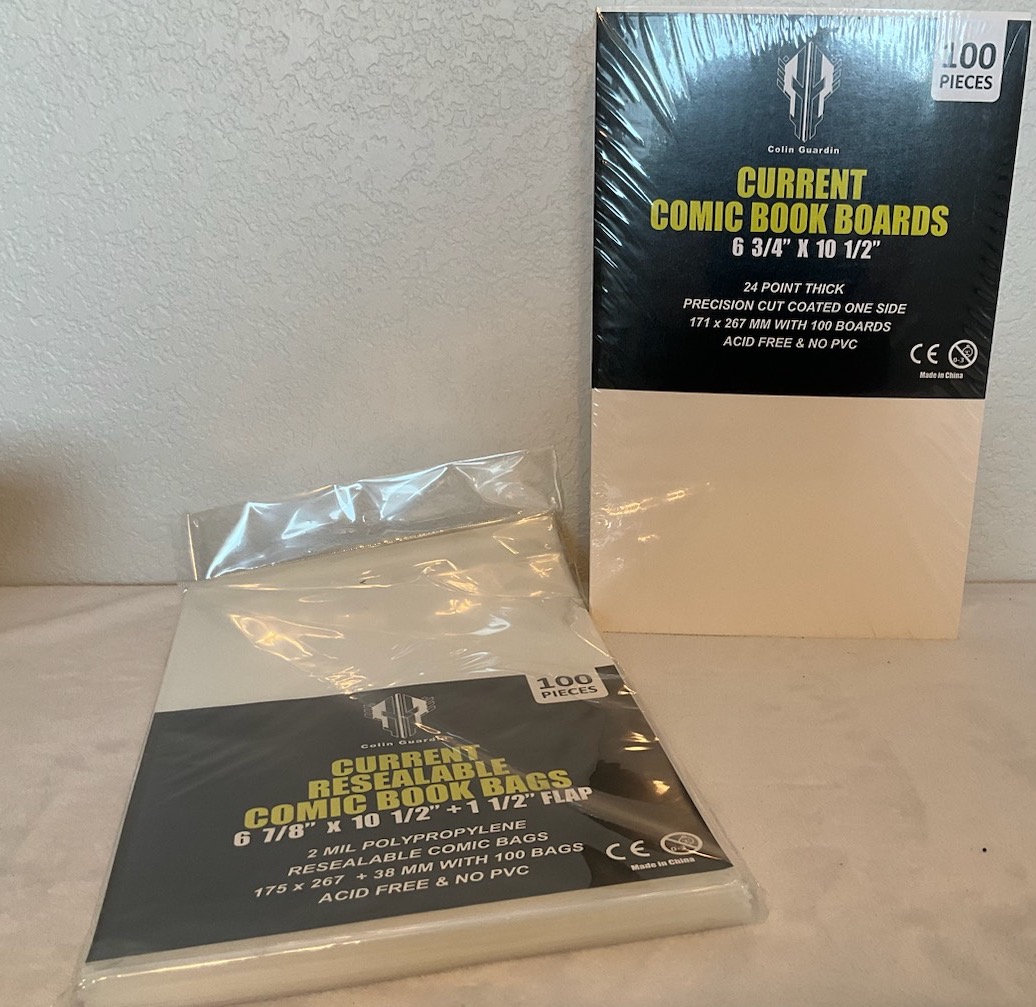 100
PIECES
Colin Guardin
CURRENT
COMIC BOOK BOARDS
6 3/4” X 10 1/2”
24 POINT THICK
PRECISION CUT COATED ONE SIDE
171 x 267 MM WITH 100 BOARDS
ACID FREE & NO PVC
CE 0-3
Made in China
100
PIECES
Colin Guardin
CURRENT
RESEALABLE
COMIC BOOK BAGS
6 7/8” X 10 1/2” + 1 1/2” FLAP
2 MIL POLYPROPYLENE
RESEALABLE COMIC BAGS
175 x 267 + 38 MM WITH 100 BAGS
ACID FREE & NO PVC
CE 0-3
Made in China